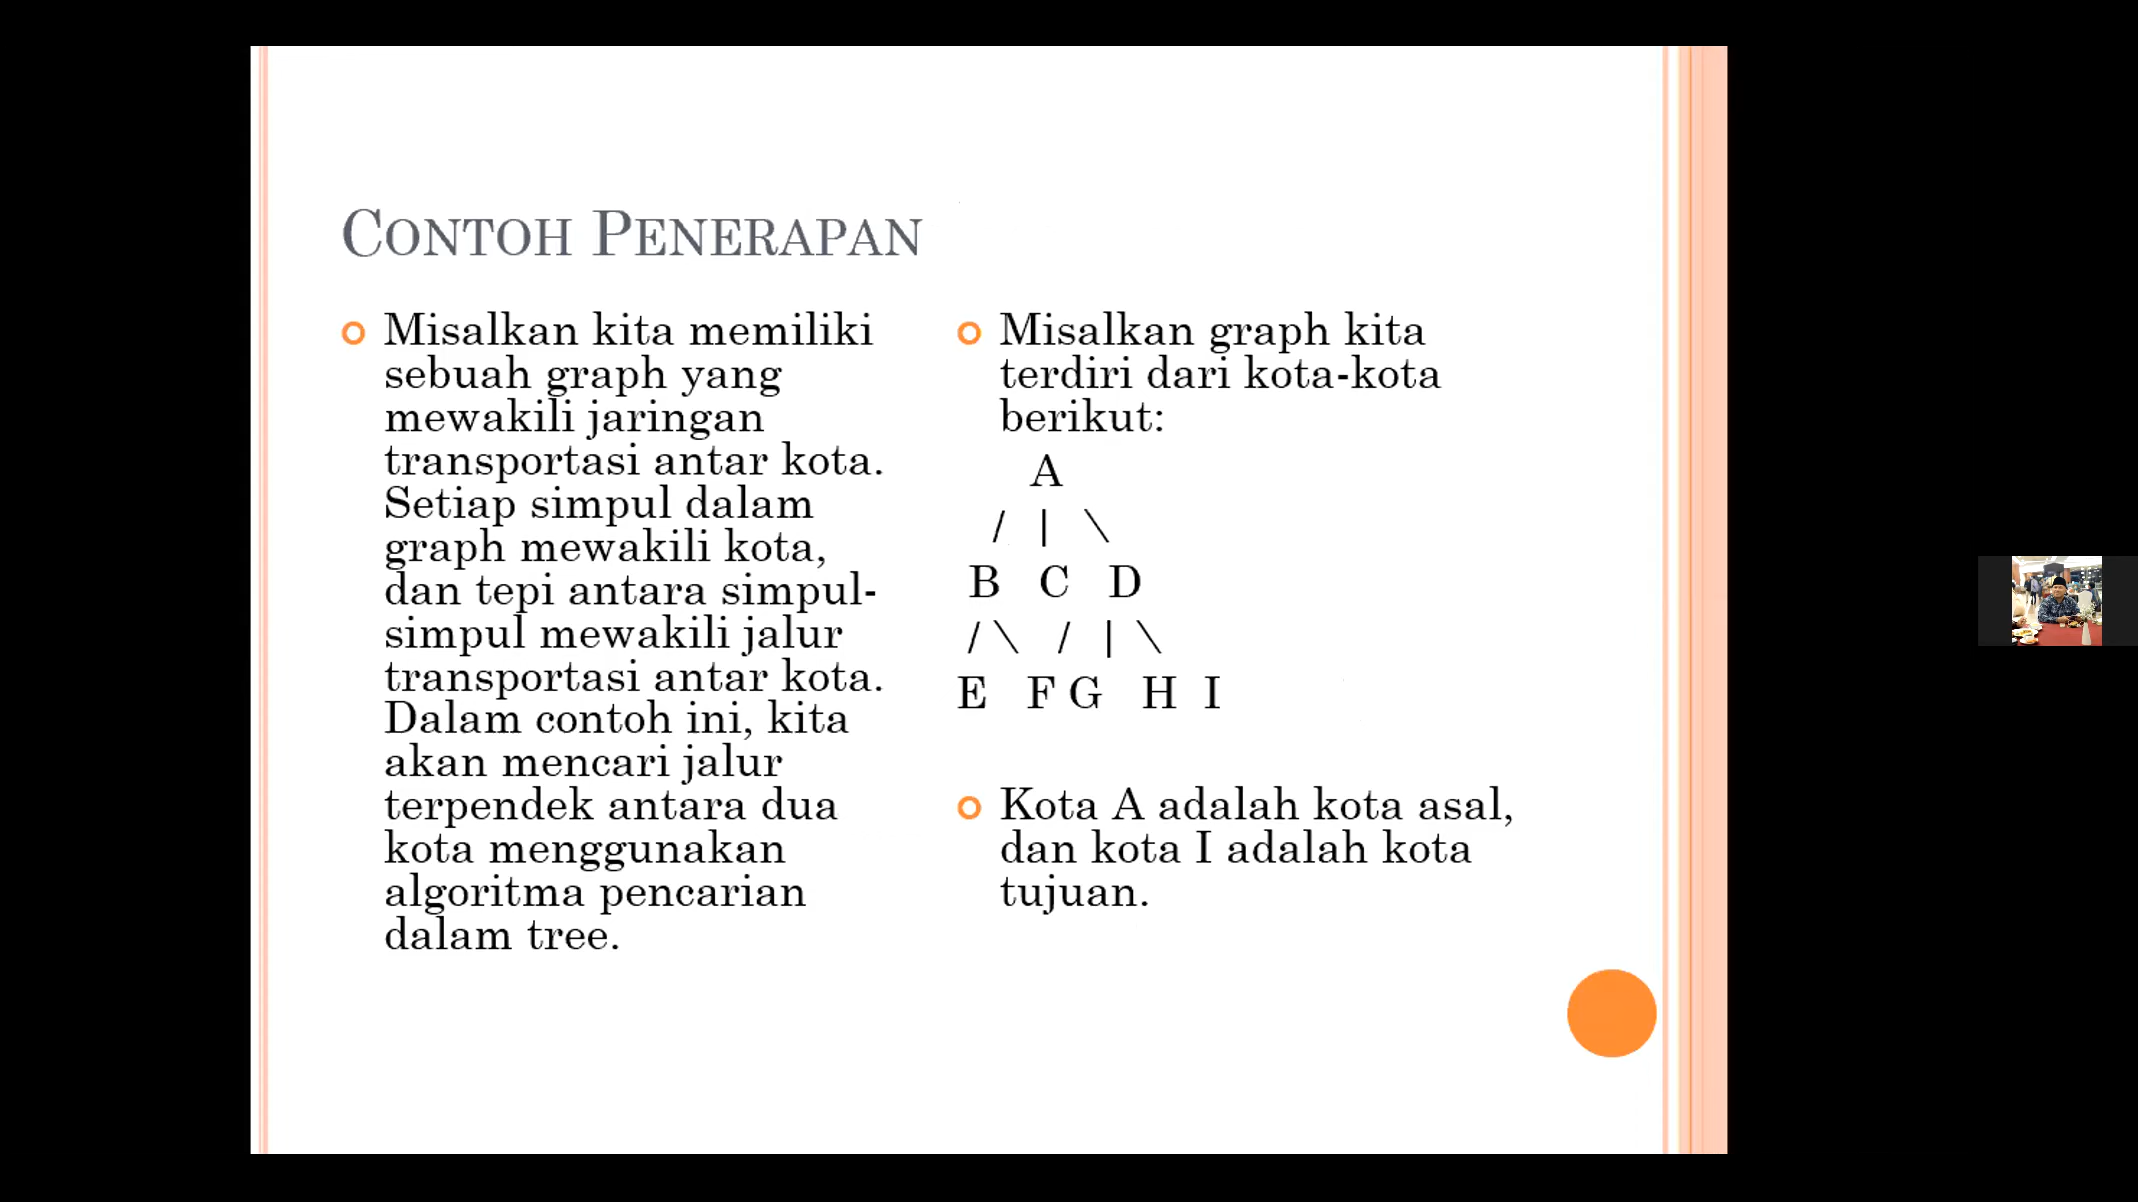 CONTOH PENERAPAN
Misalkan kita memiliki
sebuah graph yang
mewakili jaringan
transportasi antar kota.
Setiap simpul dalam
graph mewakili kota,
dan tepi antara simpul-
simpul mewakili jalur
transportasi antar kota.
Dalam contoh ini, kita
akan mencari jalur
terpendek antara dua
kota menggunakan
algoritma pencarian
dalam tree.
Misalkan graph kita
terdiri dari kota-kota
berikut:
A
/ | \
B C D
/ \ / | \
E F G H I
Kota A adalah kota asal,
dan kota I adalah kota
tujuan.